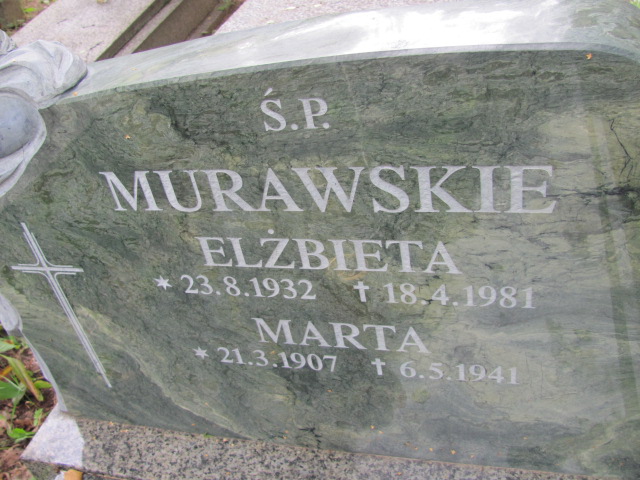 Ś.P.
MURAWSKIE
ELŻBIETA
* 23.8.1932 † 18.4.1981
MARTA
* 21.3.1907 † 6.5.1941